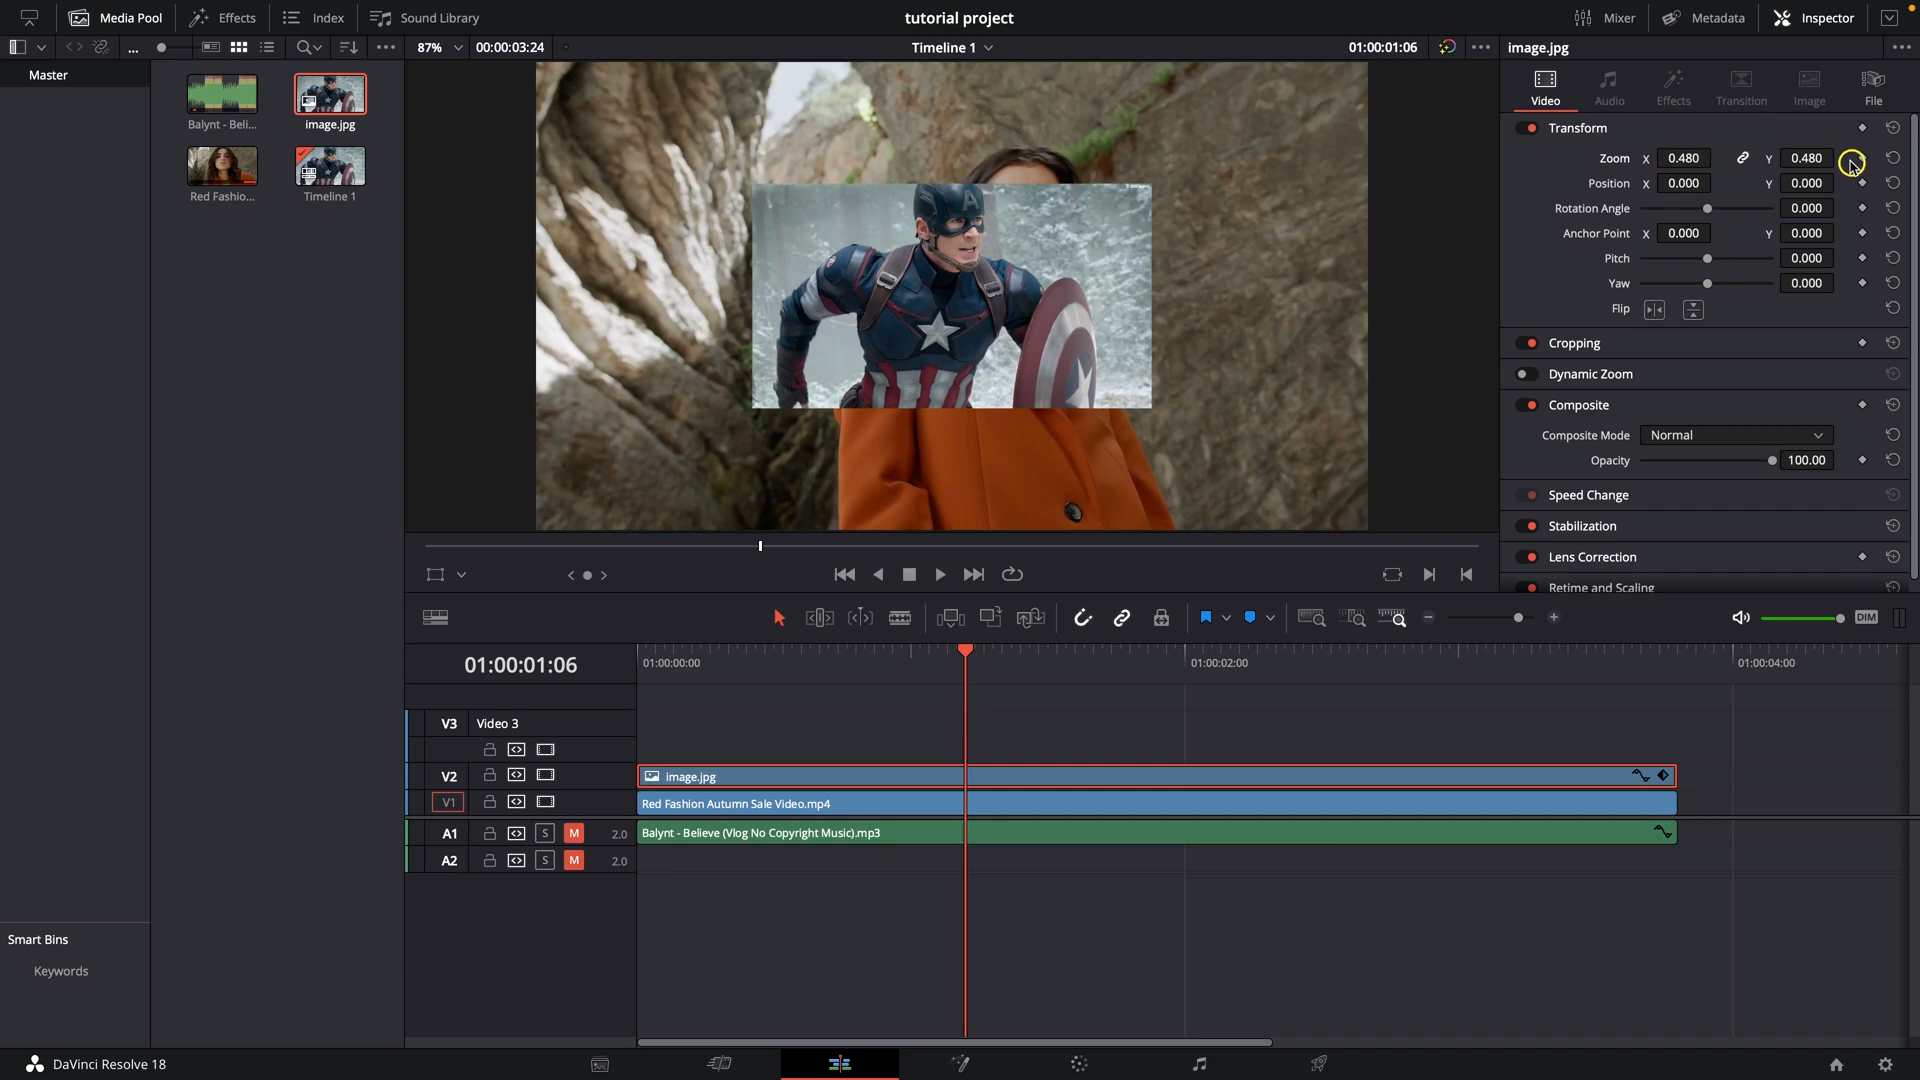 Media Pool Effects Index Sound Library tutorial project Mixer Metadata Inspector
... 87% 00:00:03:24 Timeline 1 01:00:01:06 image.jpg
Master
Balynt - Beli... image.jpg
Red Fashio... Timeline 1
Video Audio Effects Transition Image File
Transform
Zoom X 0.480 Y 0.480
Position X 0.000 Y 0.000
Rotation Angle 0.000
Anchor Point X 0.000 Y 0.000
Pitch 0.000
Yaw 0.000
Flip
Cropping
Dynamic Zoom
Composite
Composite Mode Normal
Opacity 100.00
Speed Change
Stabilization
Lens Correction
Retime and Scaling
DIM
01:00:01:06 01:00:00:00 01:00:02:00 01:00:04:00
V3 Video 3
V2 image.jpg
V1 Red Fashion Autumn Sale Video.mp4
A1 S M 2.0 Balynt - Believe (Vlog No Copyright Music).mp3
A2 S M 2.0
Smart Bins
Keywords
DaVinci Resolve 18